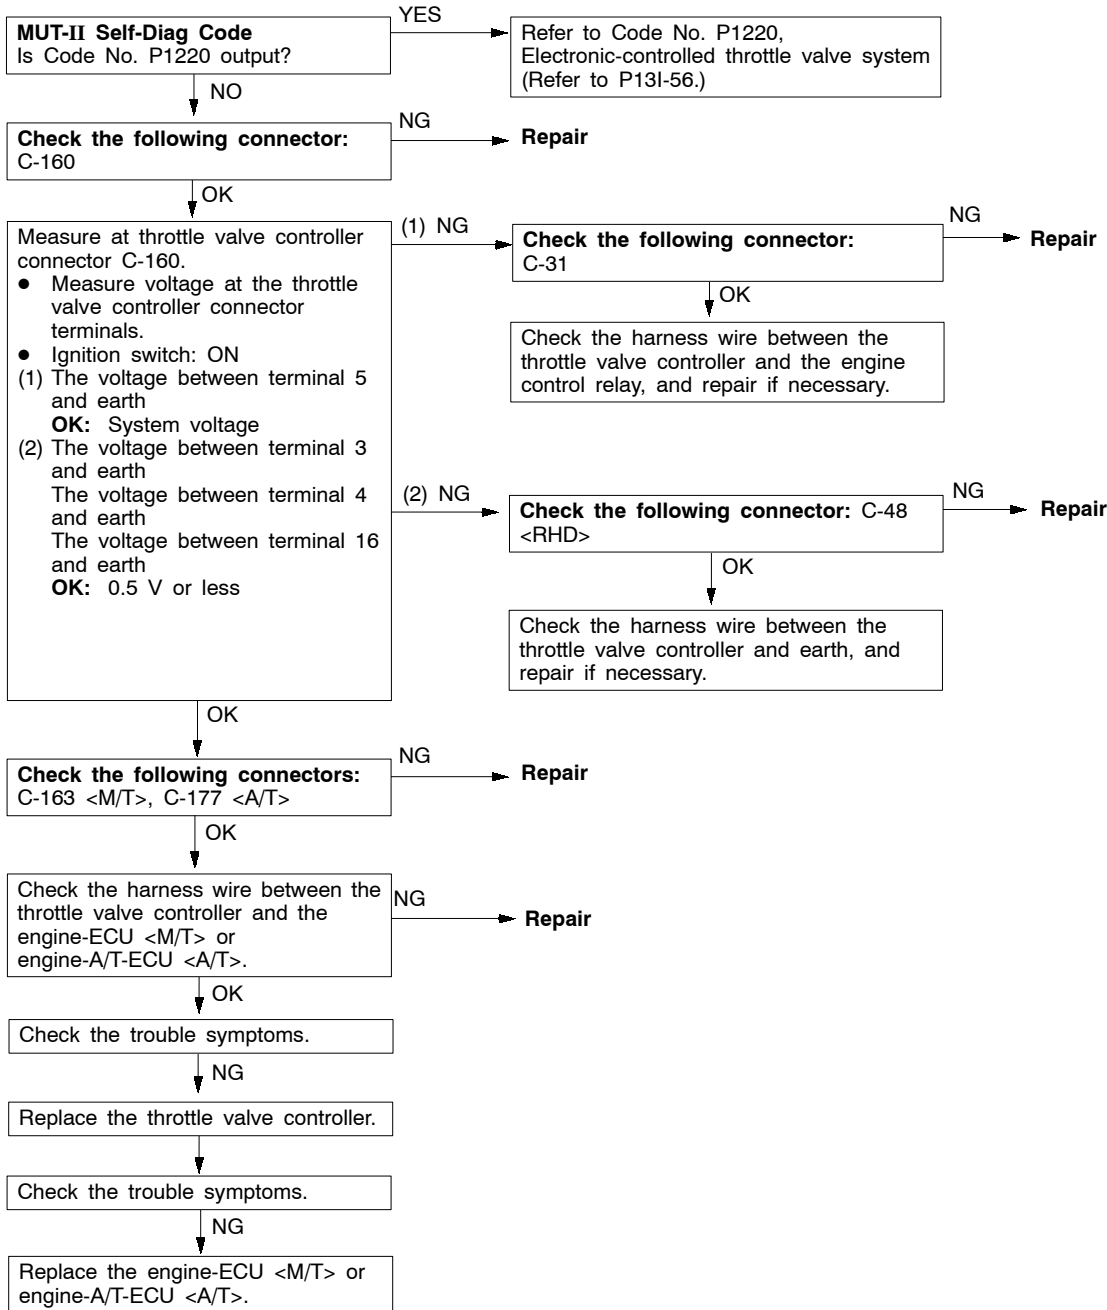 MUT-II Self-Diag Code
Is Code No. P1220 output?
YES
Refer to Code No. P1220,
Electronic-controlled throttle valve system
(Refer to P13I-56.)
NO
Check the following connector:
C-160
NG
Repair
OK
Measure at throttle valve controller
connector C-160.
● Measure voltage at the throttle
valve controller connector
terminals.
● Ignition switch: ON
(1) The voltage between terminal 5
and earth
OK: System voltage
(2) The voltage between terminal 3
and earth
The voltage between terminal 4
and earth
The voltage between terminal 16
and earth
OK: 0.5 V or less
(1) NG
Check the following connector:
C-31
NG
Repair
OK
Check the harness wire between the
throttle valve controller and the engine
control relay, and repair if necessary.
(2) NG
Check the following connector: C-48
<RHD>
NG
Repair
OK
Check the harness wire between the
throttle valve controller and earth, and
repair if necessary.
OK
Check the following connectors:
C-163 <M/T>, C-177 <A/T>
NG
Repair
OK
Check the harness wire between the
throttle valve controller and the
engine-ECU <M/T> or
engine-A/T-ECU <A/T>.
NG
Repair
OK
Check the trouble symptoms.
NG
Replace the throttle valve controller.
Check the trouble symptoms.
NG
Replace the engine-ECU <M/T> or
engine-A/T-ECU <A/T>.